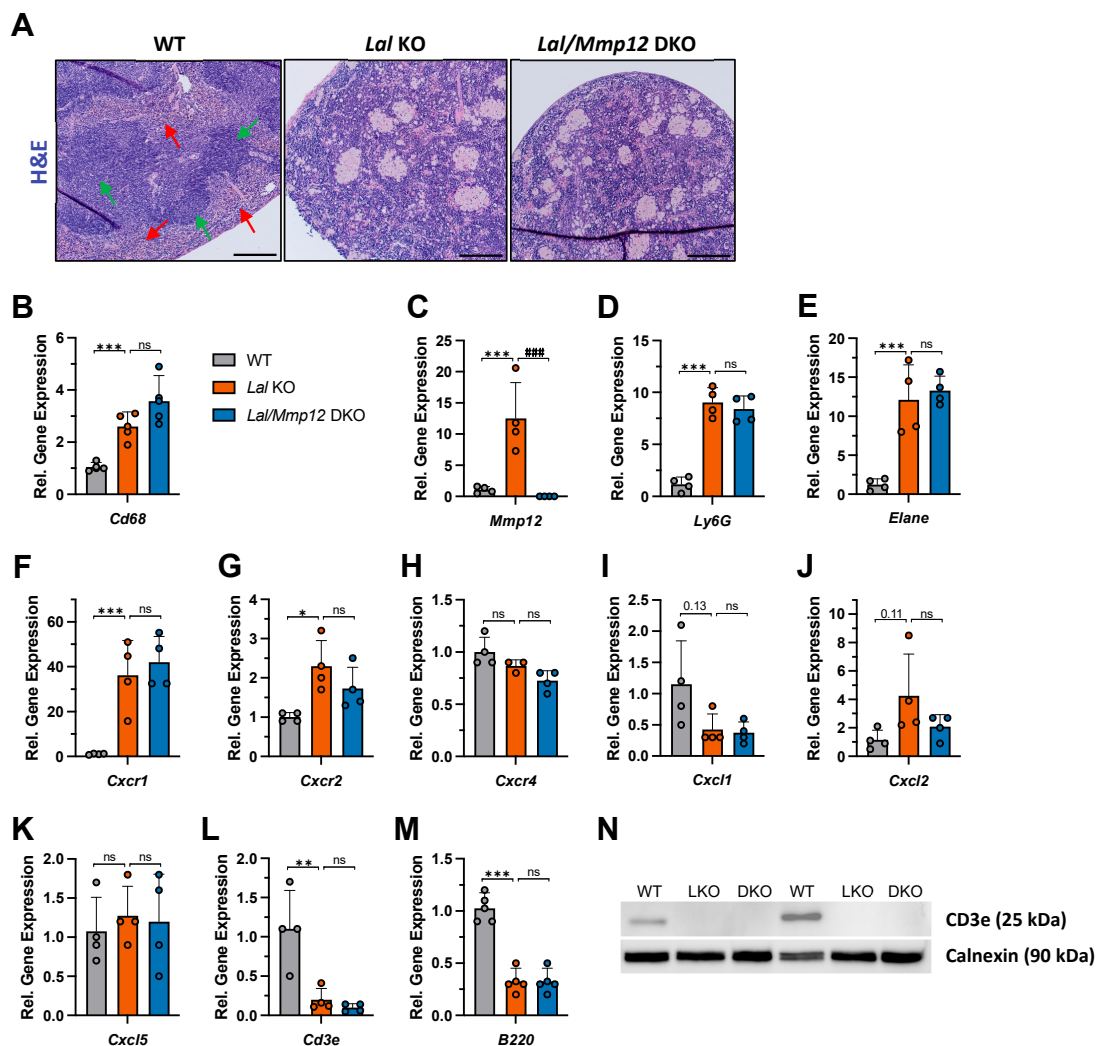 A
WT
Lal KO
Lal/Mmp12 DKO
H&E
B
Rel. Gene Expression
6
4
2
0
***
ns
Cd68
WT
Lal KO
Lal/Mmp12 DKO
C
Rel. Gene Expression
25
20
15
10
5
0
***
###
Mmp12
D
Rel. Gene Expression
15
10
5
0
***
ns
Ly6G
E
Rel. Gene Expression
20
15
10
5
0
***
ns
Elane
F
Rel. Gene Expression
60
40
20
0
***
ns
Cxcr1
G
Rel. Gene Expression
4
3
2
1
0
*
ns
Cxcr2
H
Rel. Gene Expression
1.5
1.0
0.5
0.0
ns
ns
Cxcr4
I
Rel. Gene Expression
2.5
2.0
1.5
1.0
0.5
0.0
0.13
ns
Cxcl1
J
Rel. Gene Expression
10
8
6
4
2
0
0.11
ns
Cxcl2
K
Rel. Gene Expression
2.0
1.5
1.0
0.5
0.0
ns
ns
Cxcl5
L
Rel. Gene Expression
2.0
1.5
1.0
0.5
0.0
**
ns
Cd3e
M
Rel. Gene Expression
1.5
1.0
0.5
0.0
***
ns
B220
N
WT LKO DKO WT LKO DKO
CD3e (25 kDa)
Calnexin (90 kDa)